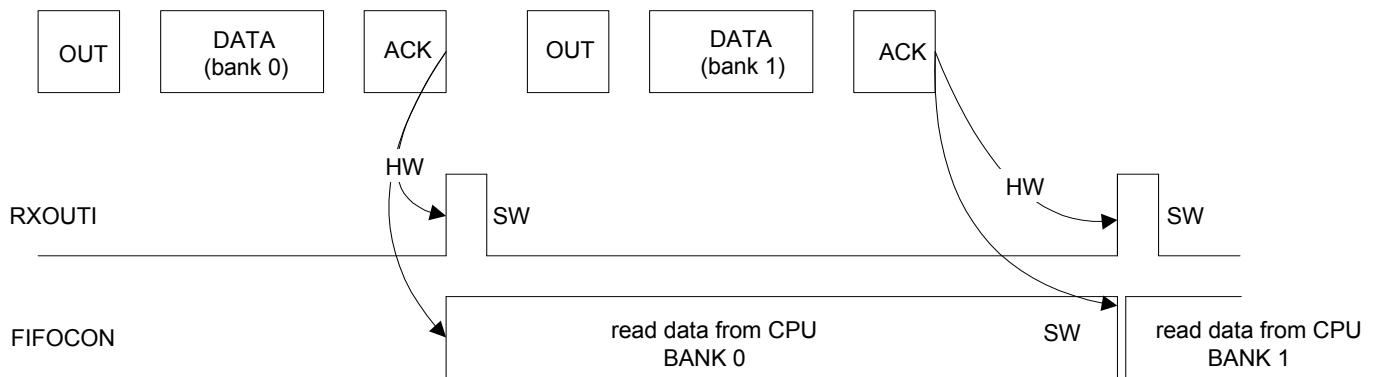 OUT
DATA
(bank 0)
ACK
OUT
DATA
(bank 1)
ACK
HW
HW
RXOUTI
SW
SW
FIFOCON
read data from CPU
BANK 0
SW
read data from CPU
BANK 1